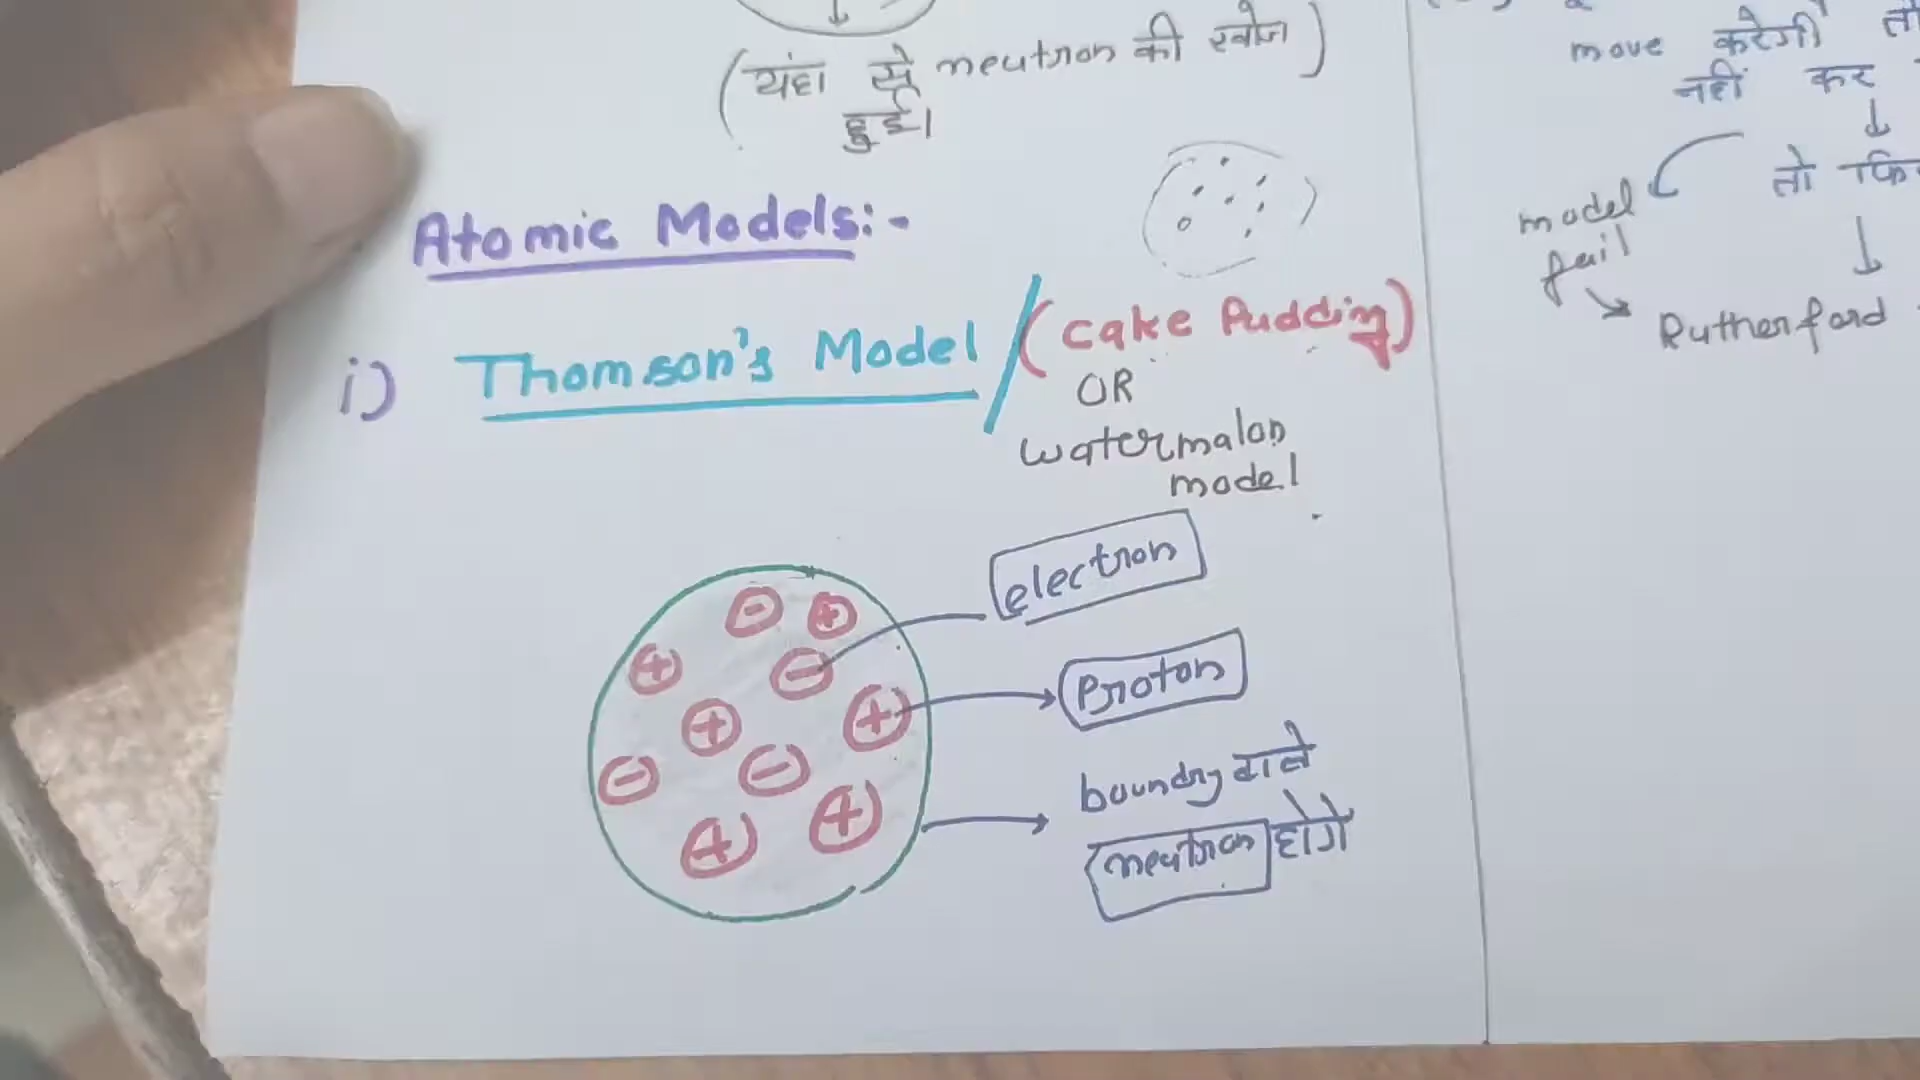 (यंहा से neutron की खोज
हुई।)
Atomic Models:-
i) Thomson's Model / (Cake Pudding)
OR
watermalon
model
electron
Proton
boundry वाले
neutron होगे
move करेगी
नहीं कर
model
fail
Rutherford